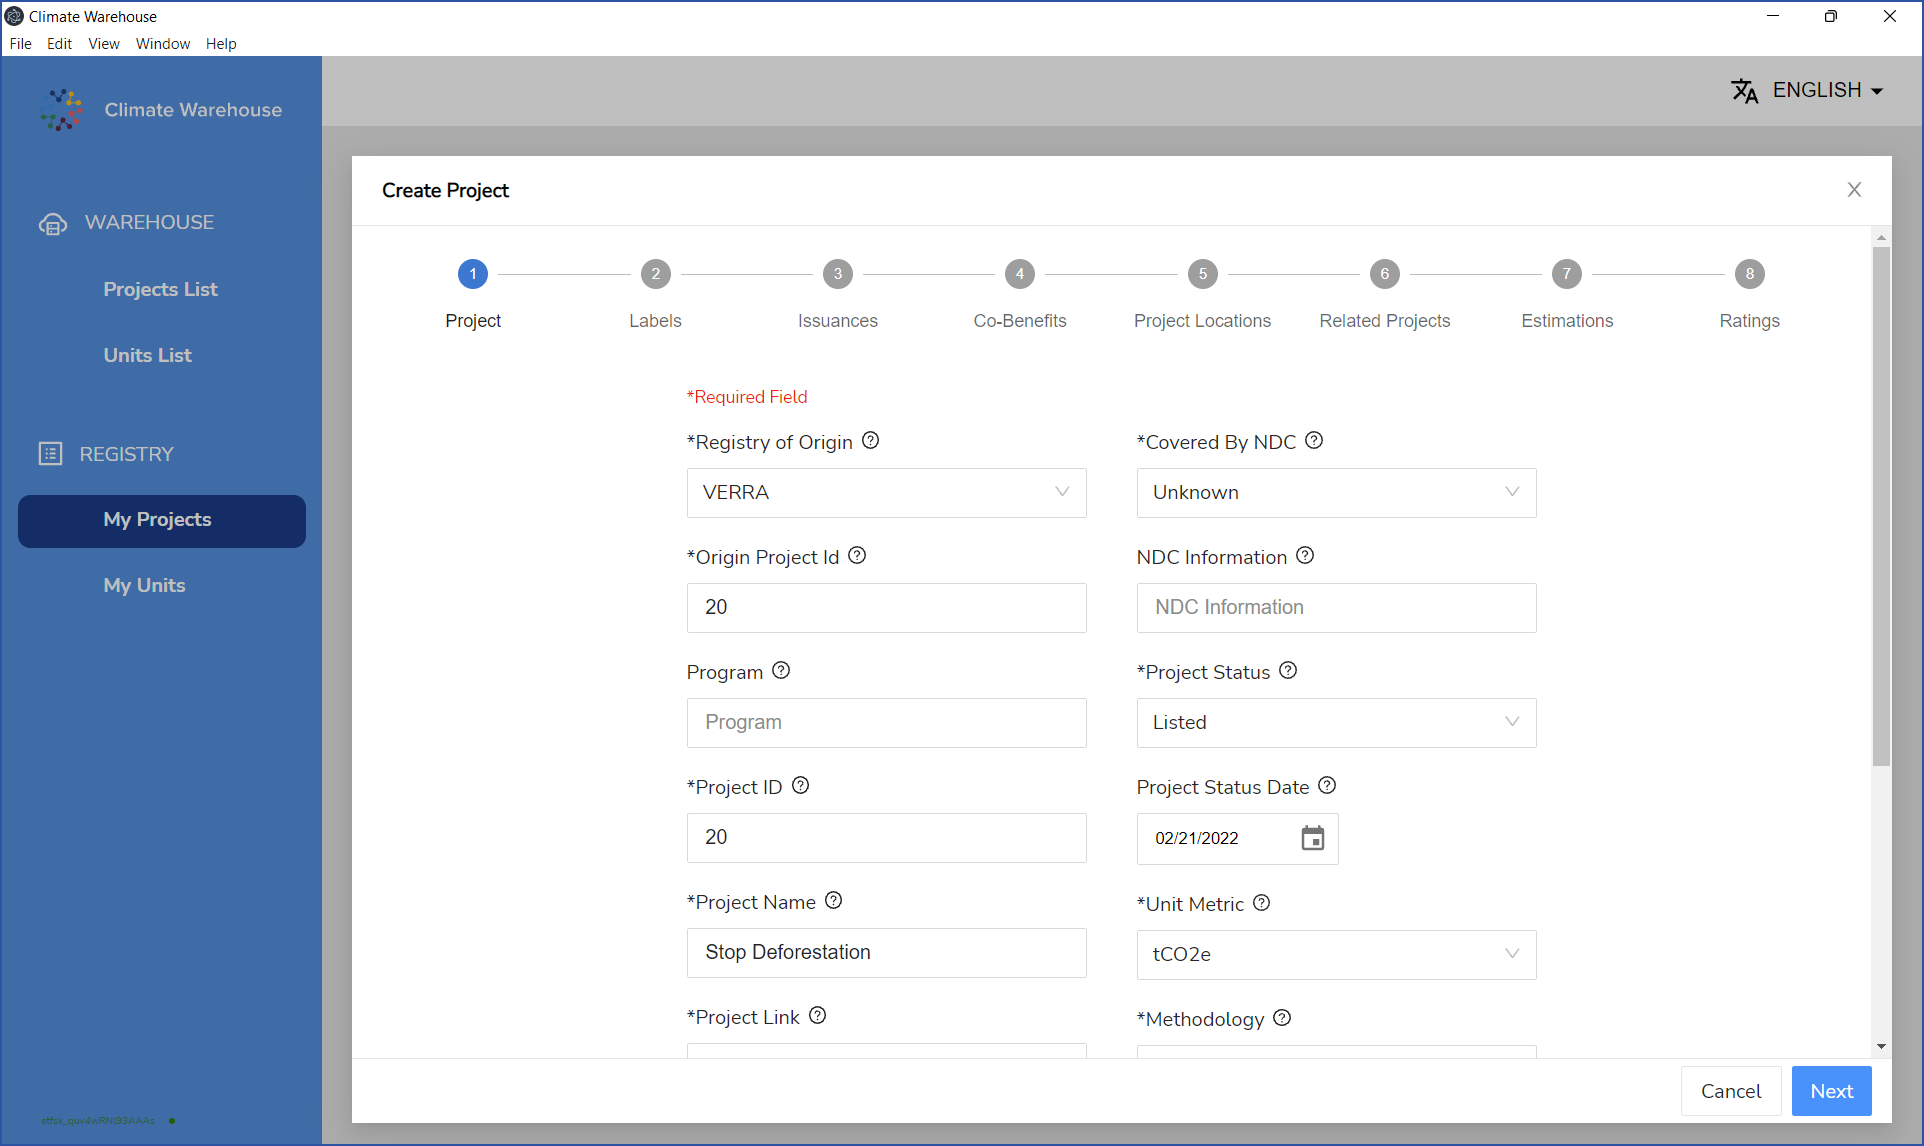 Climate Warehouse
File Edit View Window Help
Climate Warehouse
ENGLISH
WAREHOUSE
Projects List
Units List
REGISTRY
My Projects
My Units
Create Project
1 2 3 4 5 6 7 8
Project Labels Issuances Co-Benefits Project Locations Related Projects Estimations Ratings
*Required Field
*Registry of Origin
VERRA
*Origin Project Id
20
Program
Program
*Project ID
20
*Project Name
Stop Deforestation
*Project Link
*Covered By NDC
Unknown
NDC Information
NDC Information
*Project Status
Listed
Project Status Date
02/21/2022
*Unit Metric
tCO2e
*Methodology
Cancel Next